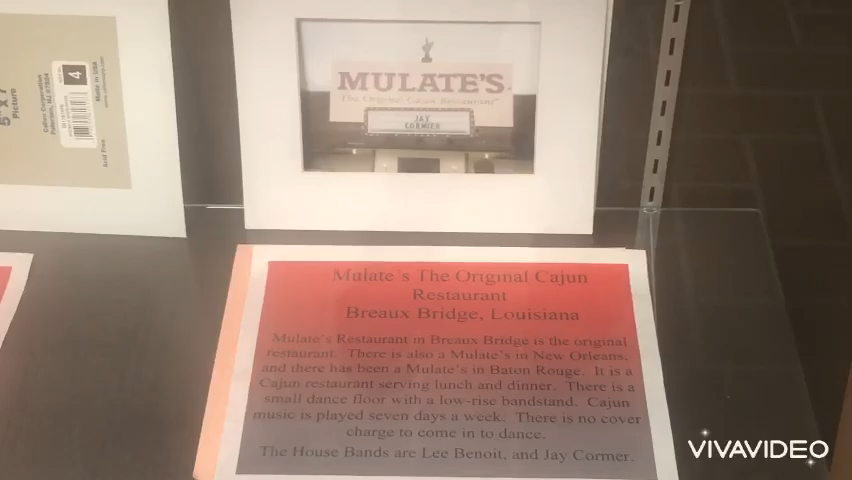 5" X 7"
Picture
4
Made in USA
Acid Free
MULATE'S
The Original Cajun Restaurant
JAY
CORMIER
Mulate's The Original Cajun
Restaurant
Breaux Bridge, Louisiana
Mulate's Restaurant in Breaux Bridge is the original
restaurant. There is also a Mulate's in New Orleans,
and there has been a Mulate's in Baton Rouge. It is a
Cajun restaurant serving lunch and dinner. There is a
small dance floor with a low-rise bandstand. Cajun
music is played seven days a week. There is no cover
charge to come in to dance.
The House Bands are Lee Benoit, and Jay Cormer.
VIVAVIDEO